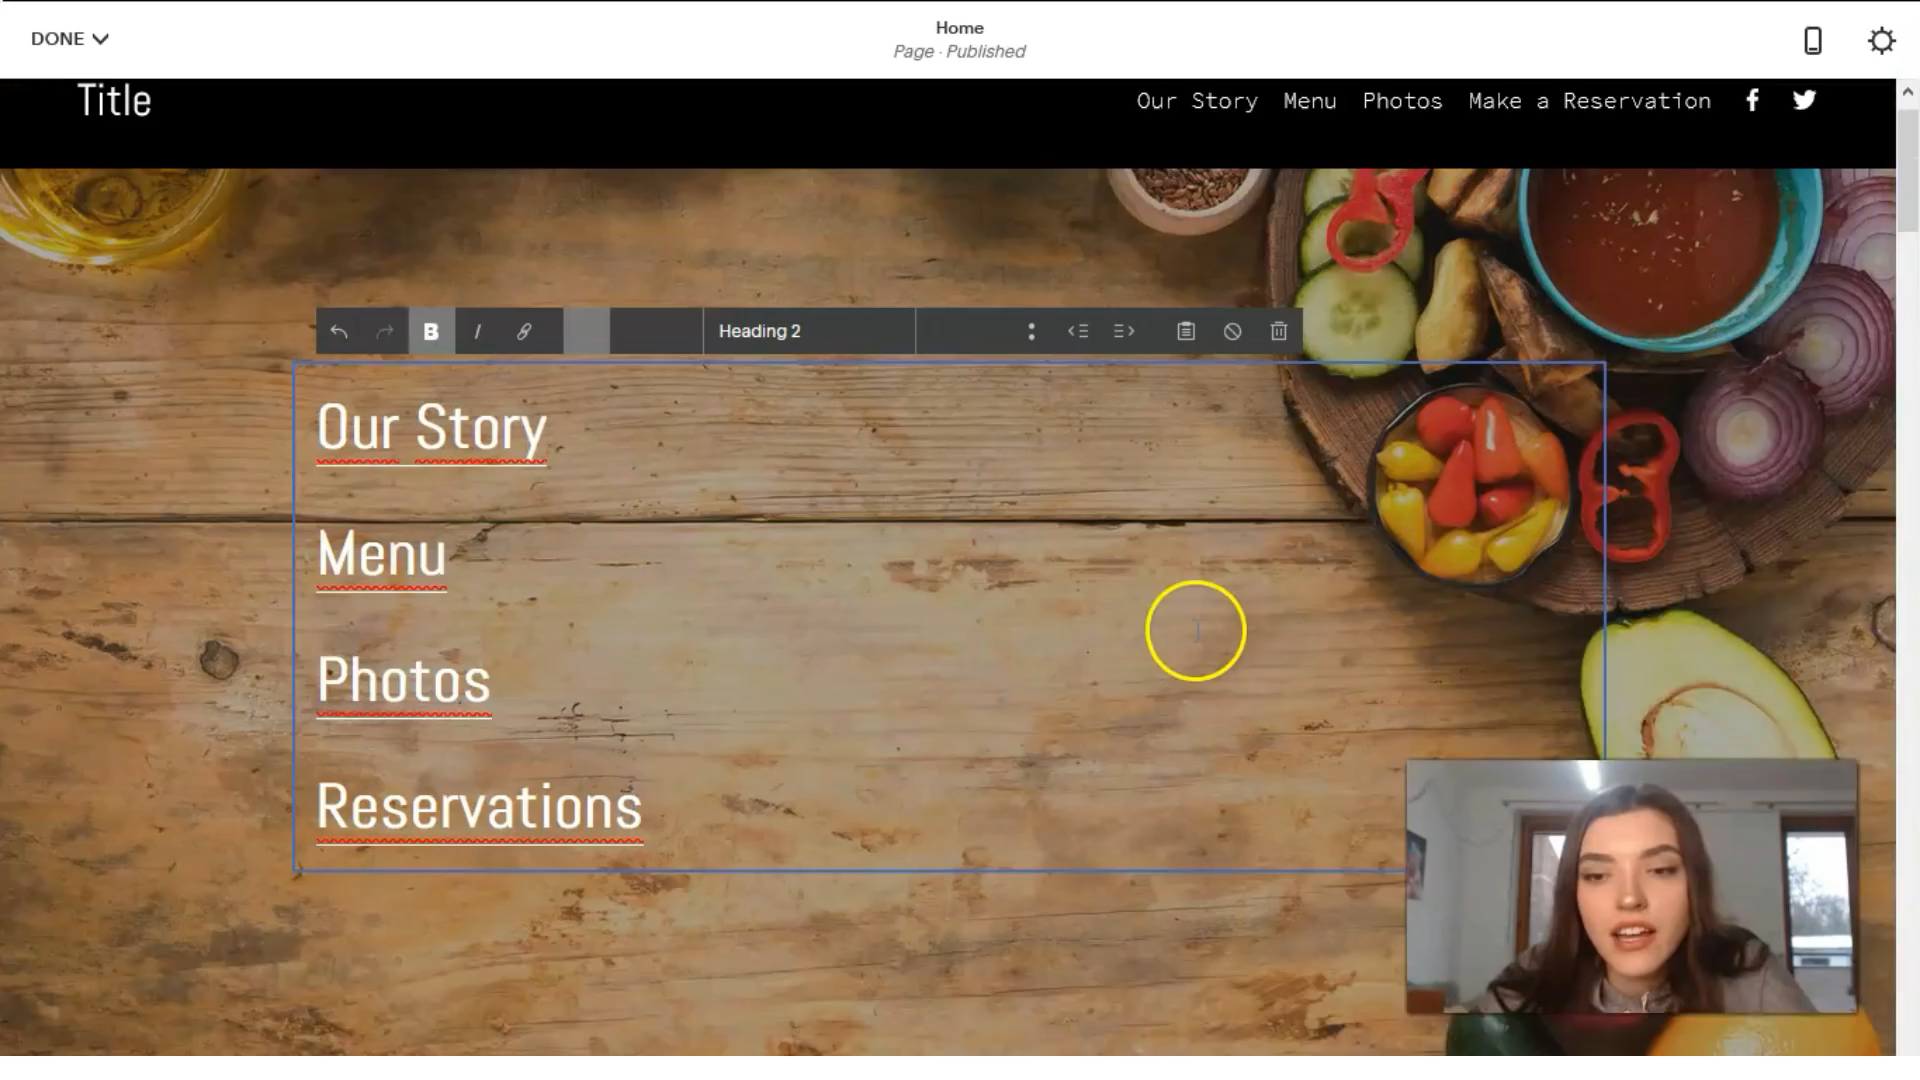 DONE
Home
Page · Published
Title
Our Story Menu Photos Make a Reservation
B I Heading 2
Our Story
Menu
Photos
Reservations